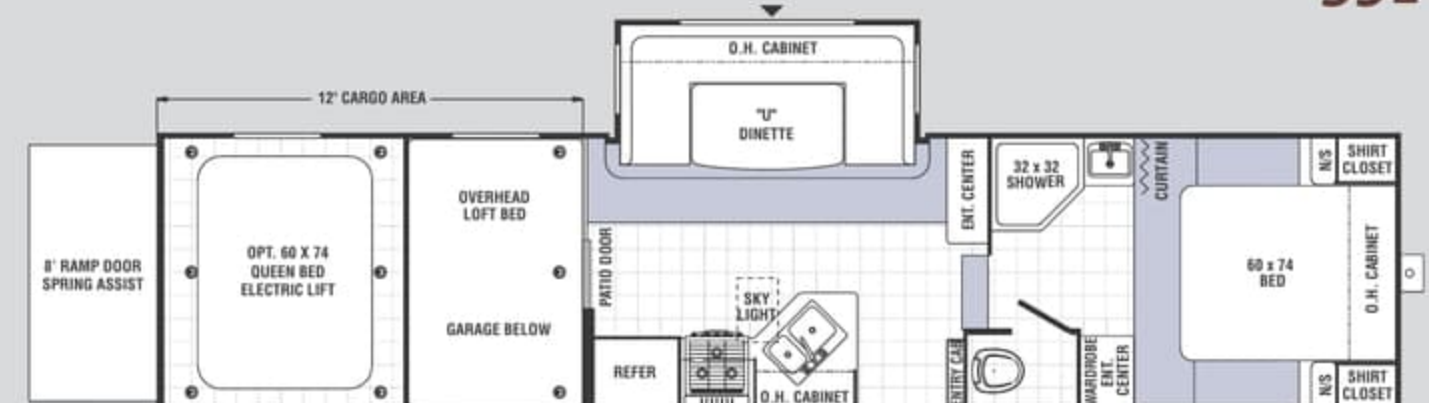 O.H. CABINET
12' CARGO AREA
"U"
DINETTE
8' RAMP DOOR
SPRING ASSIST
OPT. 60 X 74
QUEEN BED
ELECTRIC LIFT
OVERHEAD
LOFT BED
GARAGE BELOW
PATIO DOOR
REFER
SKY
LIGHT
O.H. CABINET
ENT. CENTER
ENTRY CAB
32 x 32
SHOWER
CURTAIN
WARDROBE
ENT.
CENTER
60 x 74
BED
N/S
SHIRT
CLOSET
O.H. CABINET
N/S
SHIRT
CLOSET